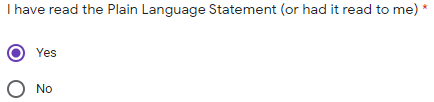 I have read the Plain Language Statement (or had it read to me) *
Yes
No